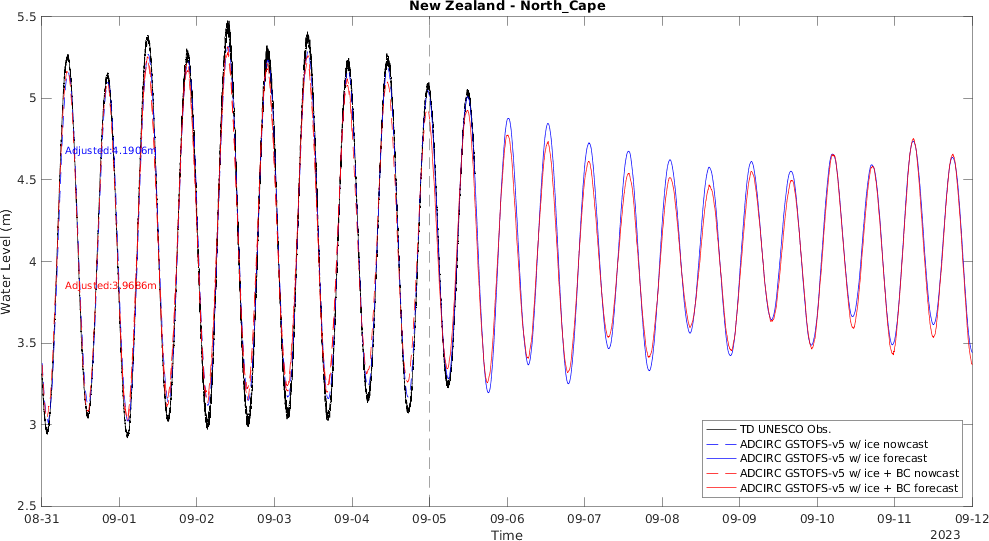 New Zealand - North_Cape
5.5
5
4.5
4
3.5
3
2.5
Water Level (m)
Adjusted:4.1906m
Adjusted:3.9686m
TD UNESCO Obs.
ADCIRC GSTOFS-v5 w/ ice nowcast
ADCIRC GSTOFS-v5 w/ ice forecast
ADCIRC GSTOFS-v5 w/ ice + BC nowcast
ADCIRC GSTOFS-v5 w/ ice + BC forecast
08-31 09-01 09-02 09-03 09-04 09-05 09-06 09-07 09-08 09-09 09-10 09-11 09-12
Time
2023